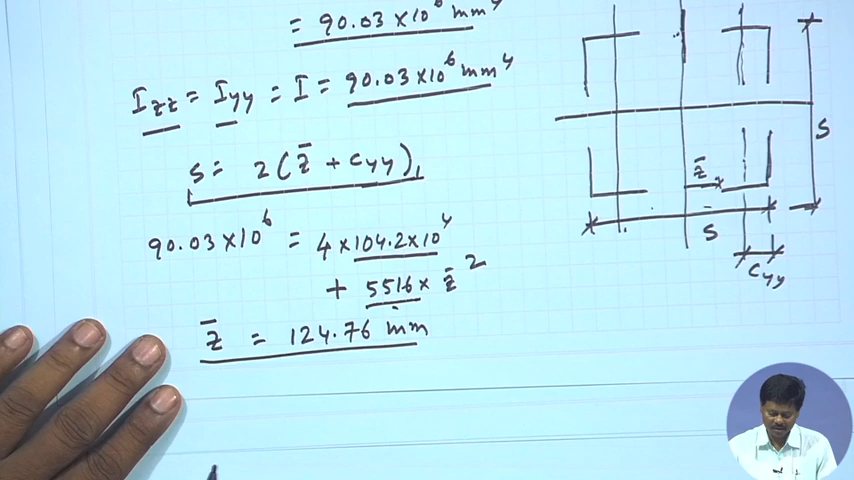 = 90.03 × 10⁶ mm⁴
I_zz = I_yy = I = 90.03 × 10⁶ mm⁴
S = 2 ( z̄ + C_yy )
90.03 × 10⁶ = 4 × 104.2 × 10⁴
+ 5516 × z̄ ²
z̄ = 124.76 mm
S
z̄
S
C_yy